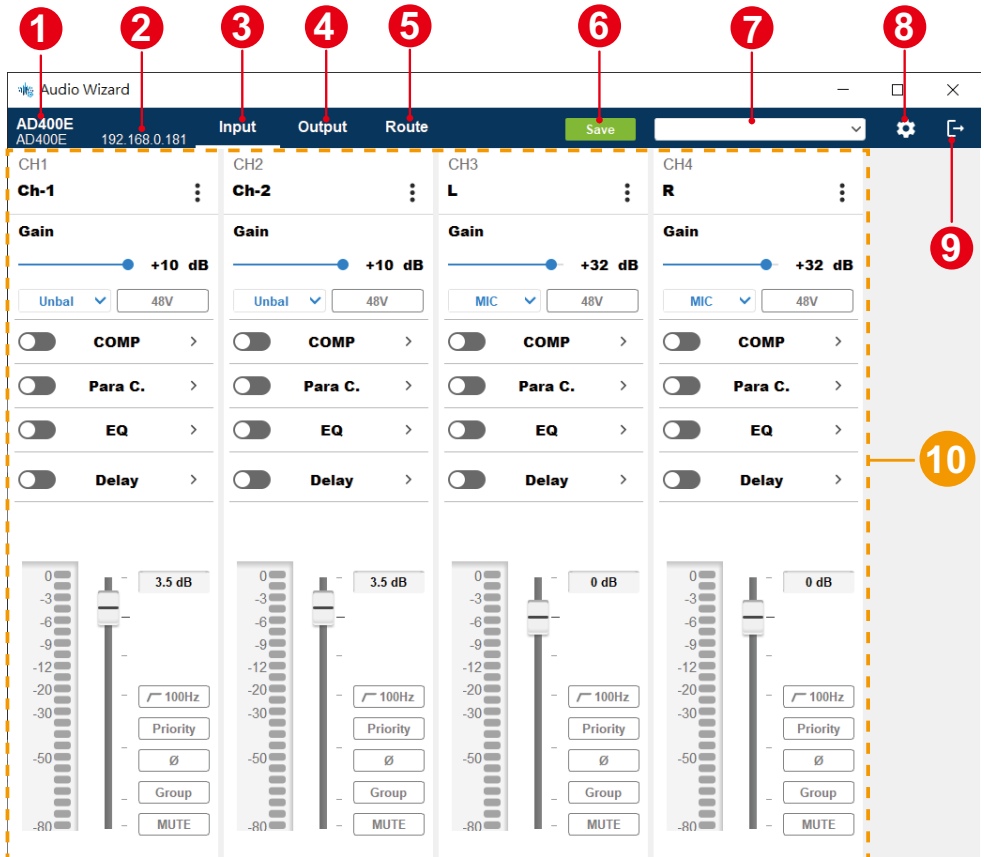 1 2 3 4 5 6 7 8
Audio Wizard
AD400E
AD400E 192.168.0.181 Input Output Route Save
CH1 CH2 CH3 CH4
Ch-1 Ch-2 L R
9
Gain Gain Gain Gain
+10 dB +10 dB +32 dB +32 dB
Unbal 48V Unbal 48V MIC 48V MIC 48V
COMP COMP COMP COMP
Para C. Para C. Para C. Para C.
EQ EQ EQ EQ
10
Delay Delay Delay Delay
0 3.5 dB 0 3.5 dB 0 0 dB 0 0 dB
-3 -3 -3 -3
-6 -6 -6 -6
-9 -9 -9 -9
-12 -12 -12 -12
-20 100Hz -20 100Hz -20 100Hz -20 100Hz
-30 Priority -30 Priority -30 Priority -30 Priority
-50 Ø -50 Ø -50 Ø -50 Ø
Group Group Group Group
-80 MUTE -80 MUTE -80 MUTE -80 MUTE